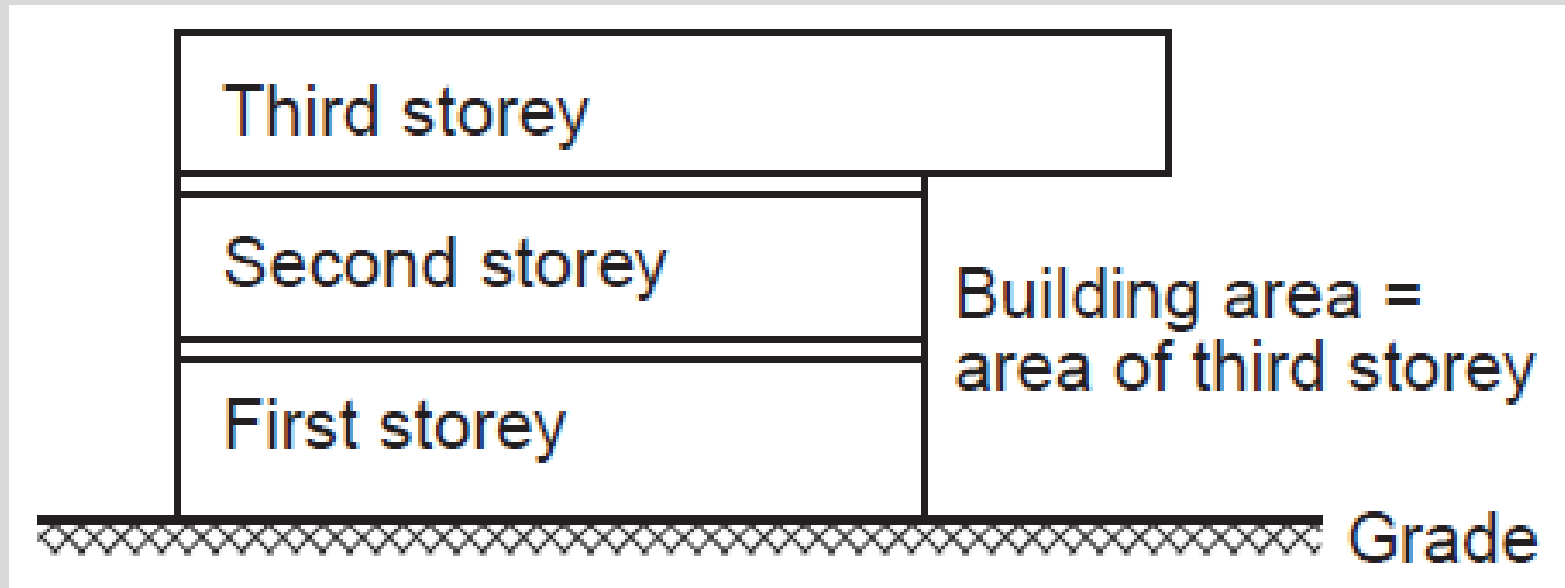 Third storey
Second storey
Building area =
area of third storey
First storey
Grade